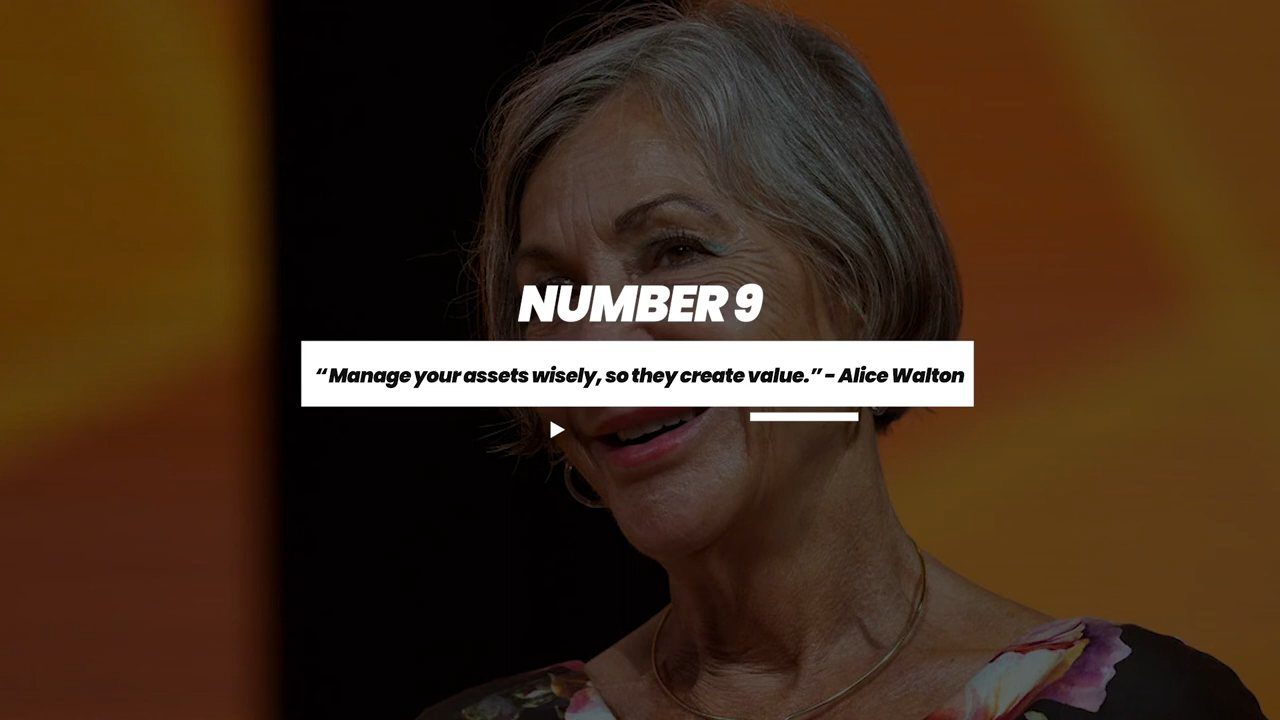 NUMBER 9
“Manage your assets wisely, so they create value.” – Alice Walton